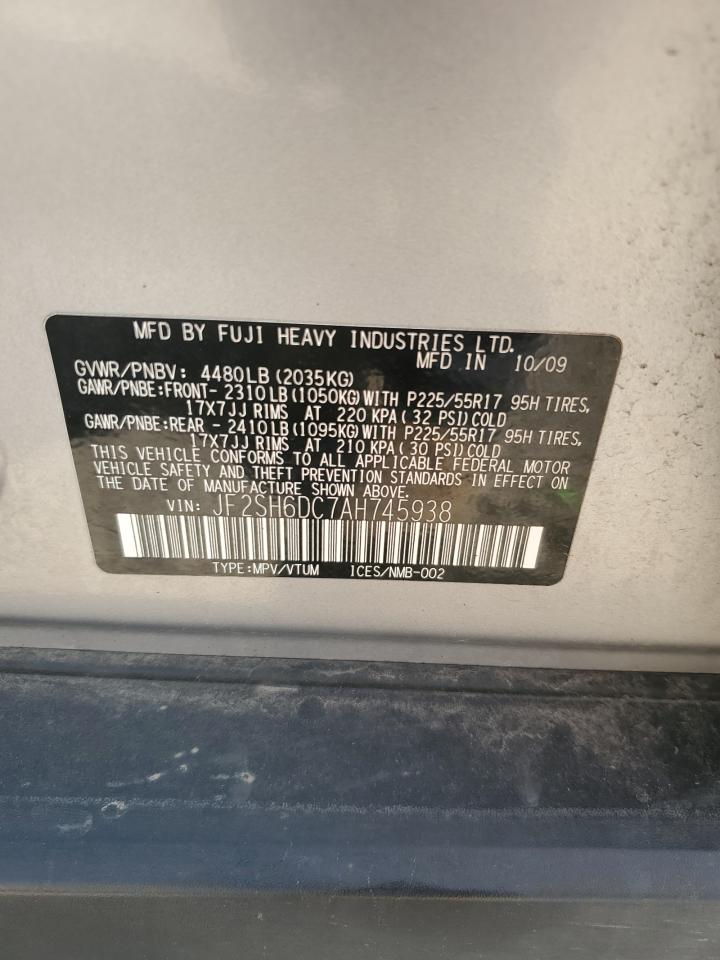 MFD BY FUJI HEAVY INDUSTRIES LTD.
MFD IN 10/09
GVWR/PNBV: 4480LB (2035KG)
GAWR/PNBE:FRONT- 2310LB(1050KG)WITH P225/55R17 95H TIRES,
17X7JJ RIMS AT 220 KPA(32 PSI)COLD
GAWR/PNBE:REAR -2410LB(1095KG)WITH P225/55R17 95H TIRES,
17X7JJ RIMS AT 210 KPA(30 PSI)COLD
THIS VEHICLE CONFORMS TO ALL APPLICABLE FEDERAL MOTOR
VEHICLE SAFETY AND THEFT PREVENTION STANDARDS IN EFFECT ON
THE DATE OF MANUFACTURE SHOWN ABOVE.
VIN: JF2SH6DC7AH745938
TYPE:MPV/VTUM ICES/NMB-002